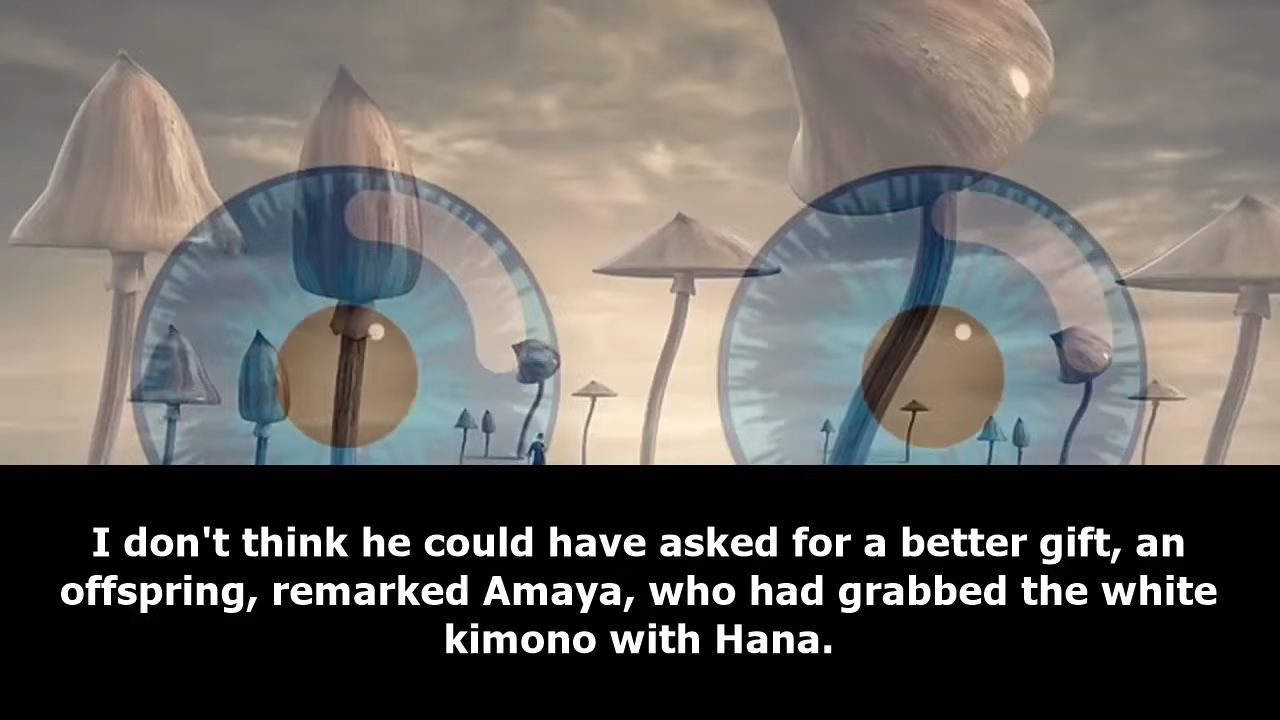 I don't think he could have asked for a better gift, an
offspring, remarked Amaya, who had grabbed the white
kimono with Hana.